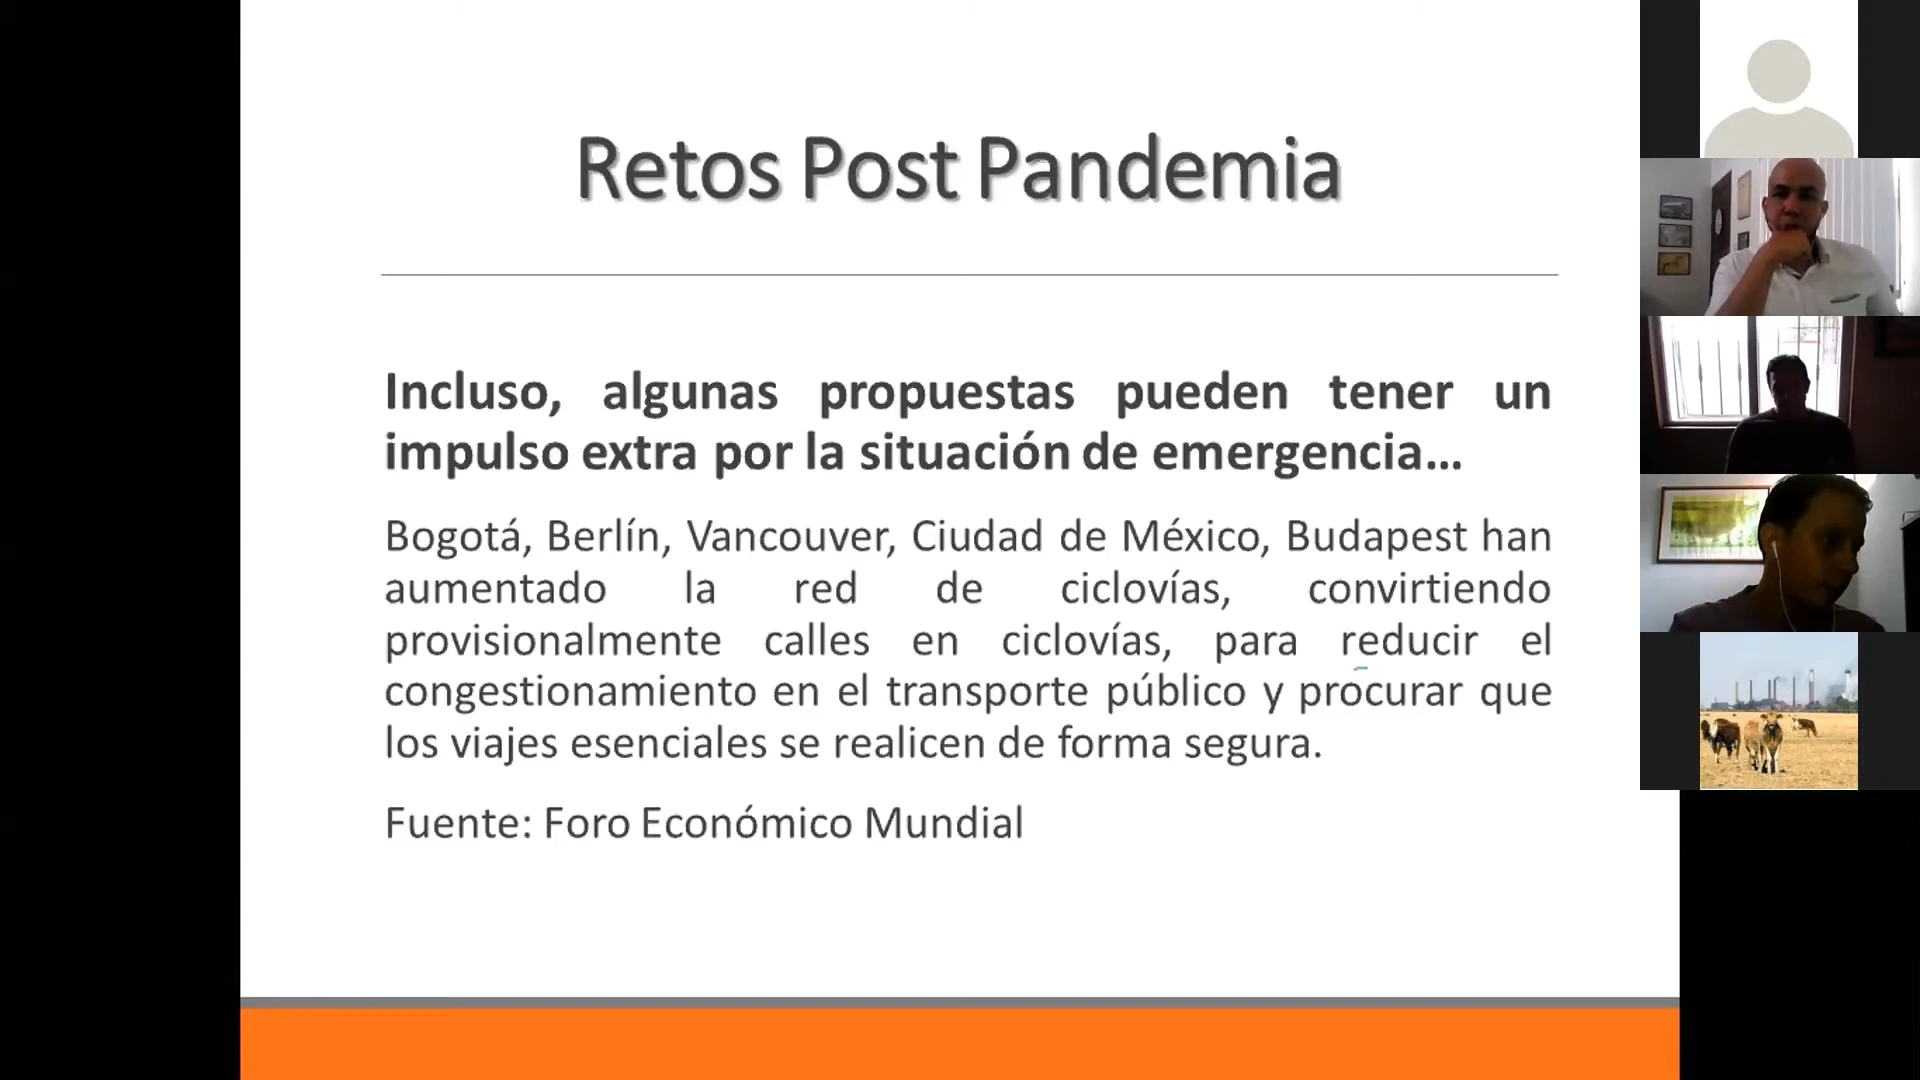 Retos Post Pandemia
Incluso, algunas propuestas pueden tener un
impulso extra por la situación de emergencia...
Bogotá, Berlín, Vancouver, Ciudad de México, Budapest han
aumentado la red de ciclovías, convirtiendo
provisionalmente calles en ciclovías, para reducir el
congestionamiento en el transporte público y procurar que
los viajes esenciales se realicen de forma segura.
Fuente: Foro Económico Mundial